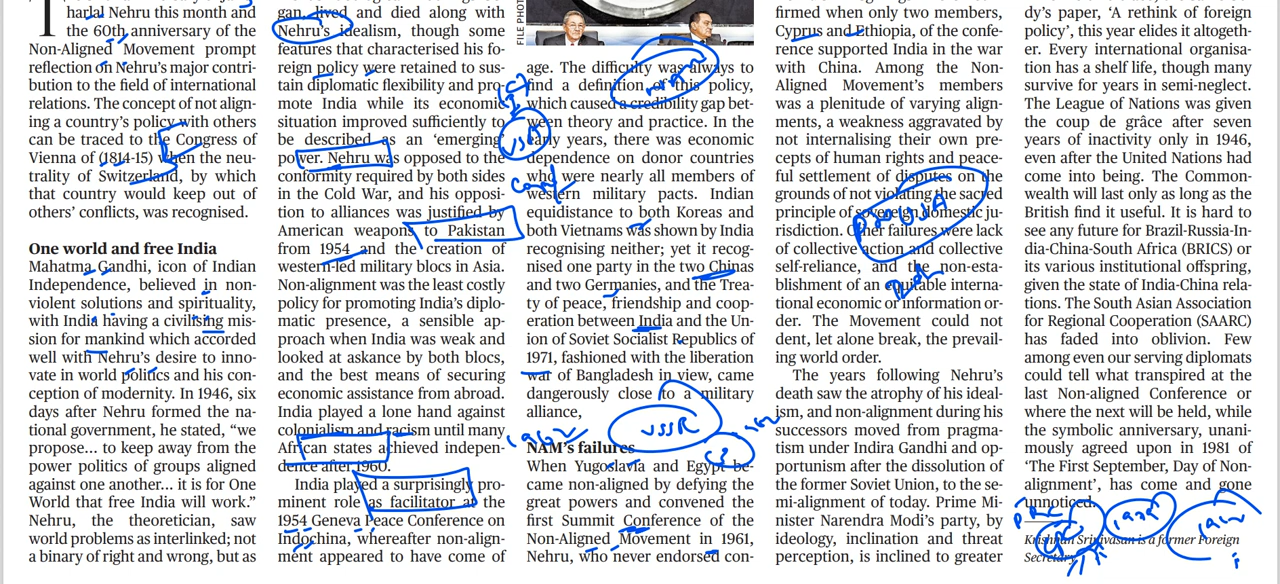 harlal Nehru this month and
the 60th anniversary of the
Non-Aligned Movement prompt
reflection on Nehru's major contri-
bution to the field of international
relations. The concept of not align-
ing a country's policy with others
can be traced to the Congress of
Vienna of (1814-15) when the neu-
trality of Switzerland, by which
that country would keep out of
others' conflicts, was recognised.
One world and free India
Mahatma Gandhi, icon of Indian
Independence, believed in non-
violent solutions and spirituality,
with India having a civilising mis-
sion for mankind which accorded
well with Nehru's desire to inno-
vate in world politics and his con-
ception of modernity. In 1946, six
days after Nehru formed the na-
tional government, he stated, “we
propose... to keep away from the
power politics of groups aligned
against one another... it is for One
World that free India will work.”
Nehru, the theoretician, saw
world problems as interlinked; not
a binary of right and wrong, but as
gan, lived and died along with
Nehru's idealism, though some
features that characterised his fo-
reign policy were retained to sus-
tain diplomatic flexibility and pro-
mote India while its economic
situation improved sufficiently to
be described as an 'emerging
power. Nehru was opposed to the
conformity required by both sides
in the Cold War, and his opposi-
tion to alliances was justified by
American weapons to Pakistan
from 1954 and the creation of
western-led military blocs in Asia.
Non-alignment was the least costly
policy for promoting India's diplo-
matic presence, a sensible ap-
proach when India was weak and
looked at askance by both blocs,
and the best means of securing
economic assistance from abroad.
India played a lone hand against
colonialism and racism until many
African states achieved indepen-
dence after 1960.
India played a surprisingly pro-
minent role as facilitator at the
1954 Geneva Peace Conference on
Indochina, whereafter non-align-
ment appeared to have come of
FILE PHOTO
age. The difficulty was always to
find a definition of this policy,
which caused a credibility gap bet-
ween theory and practice. In the
early years, there was economic
dependence on donor countries
who were nearly all members of
western military pacts. Indian
equidistance to both Koreas and
both Vietnams was shown by India
recognising neither; yet it recog-
nised one party in the two Chinas
and two Germanies, and the Trea-
ty of peace, friendship and coop-
eration between India and the Un-
ion of Soviet Socialist Republics of
1971, fashioned with the liberation
war of Bangladesh in view, came
dangerously close to a military
alliance,
USSR
1962
NAM's failures
When Yugoslavia and Egypt be-
came non-aligned by defying the
great powers and convened the
first Summit Conference of the
Non-Aligned Movement in 1961,
Nehru, who never endorsed con-
firmed when only two members,
Cyprus and Ethiopia, of the confe-
rence supported India in the war
with China. Among the Non-
Aligned Movement's members
was a plenitude of varying align-
ments, a weakness aggravated by
not internalising their own pre-
cepts of human rights and peace-
ful settlement of disputes the
grounds of not violating the sacred
principle of sovereign domestic ju-
risdiction. Other failures were lack
of collective action and collective
self-reliance, and the non-esta-
blishment of an equitable interna-
tional economic or information or-
der. The Movement could not
dent, let alone break, the prevail-
ing world order.
The years following Nehru's
death saw the atrophy of his ideal-
ism, and non-alignment during his
successors moved from pragma-
tism under Indira Gandhi and op-
portunism after the dissolution of
the former Soviet Union, to the se-
mi-alignment of today. Prime Mi-
nister Narendra Modi's party, by
ideology, inclination and threat
perception, is inclined to greater
dy's paper, 'A rethink of foreign
policy', this year elides it altogeth-
er. Every international organisa-
tion has a shelf life, though many
survive for years in semi-neglect.
The League of Nations was given
the coup de grâce after seven
years of inactivity only in 1946,
even after the United Nations had
come into being. The Common-
wealth will last only as long as the
British find it useful. It is hard to
see any future for Brazil-Russia-In-
dia-China-South Africa (BRICS) or
its various institutional offspring,
given the state of India-China rela-
tions. The South Asian Association
for Regional Cooperation (SAARC)
has faded into oblivion. Few
among even our serving diplomats
could tell what transpired at the
last Non-aligned Conference or
where the next will be held, while
the symbolic anniversary, unani-
mously agreed upon in 1981 of
'The First September, Day of Non-
alignment', has come and gone
unnoticed.
Krishnan Srinivasan is a former Foreign
Secretary